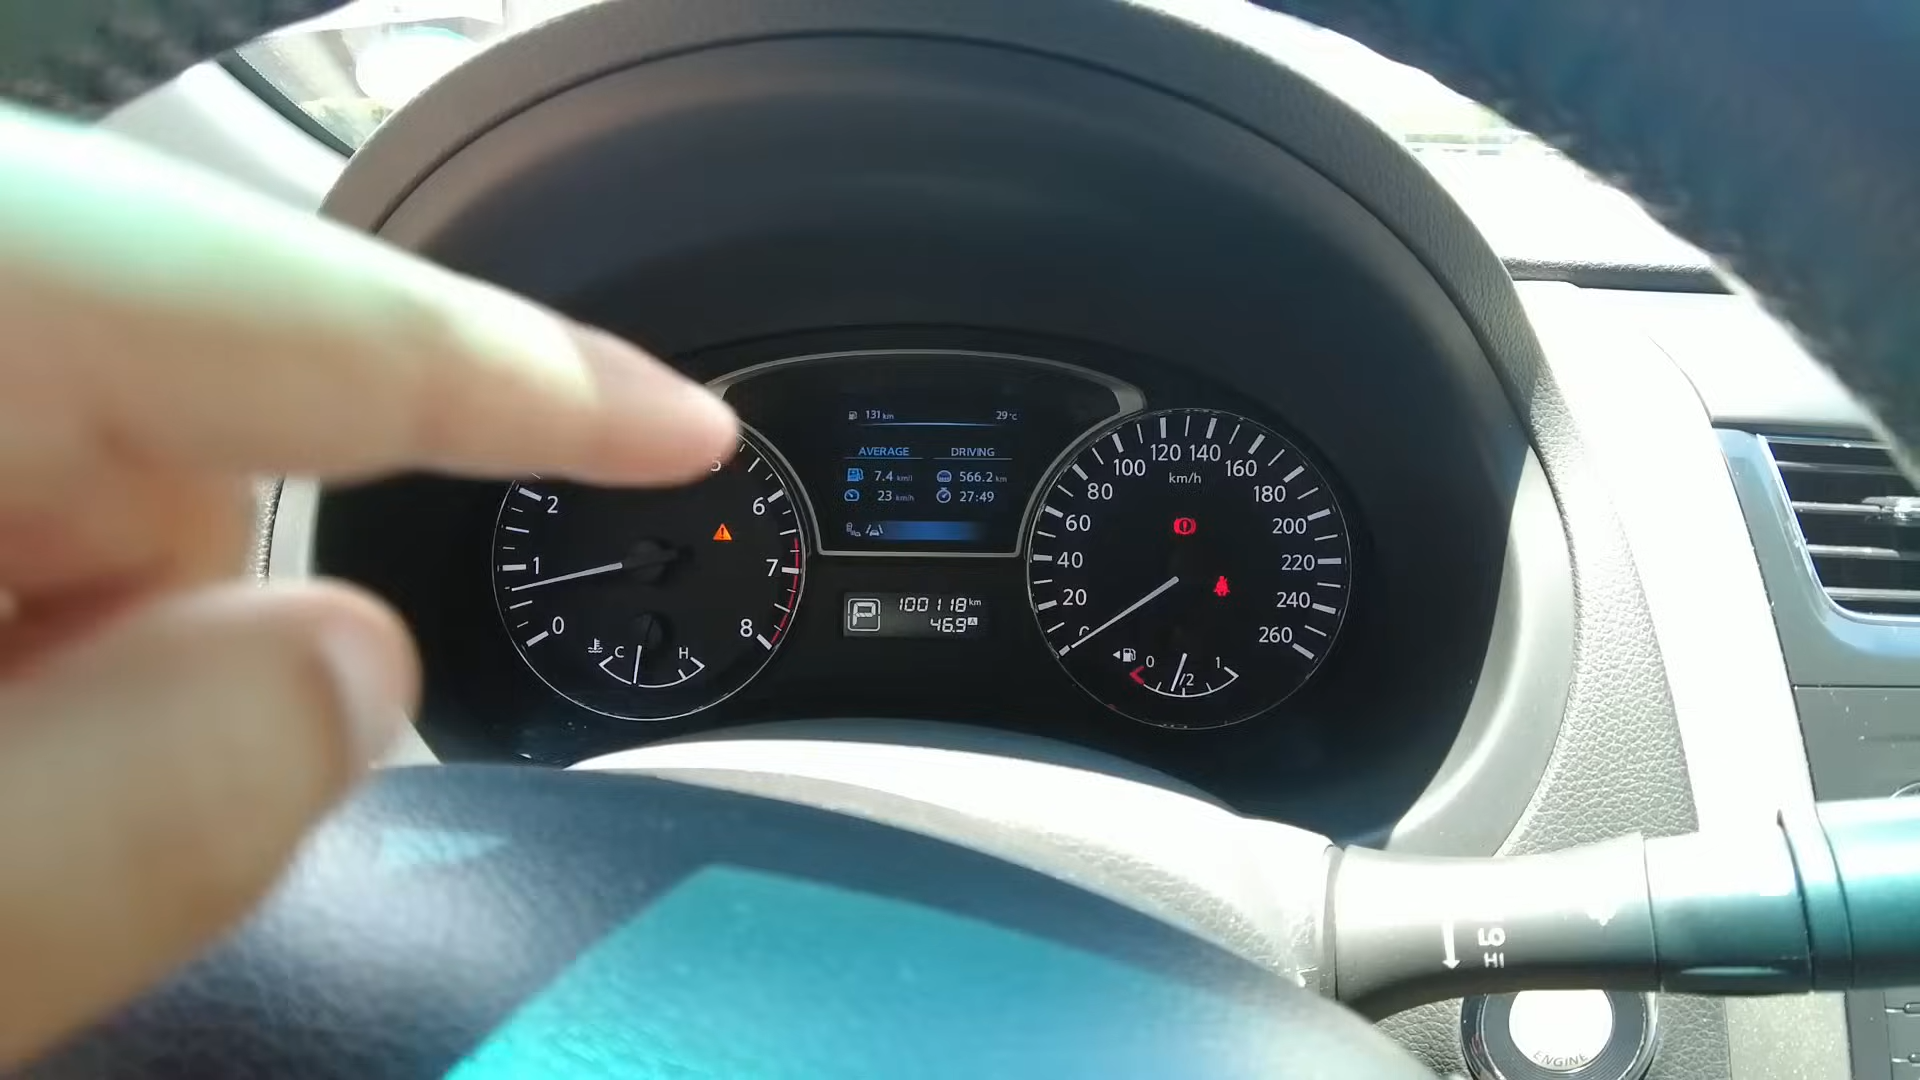 131 km 29 °C
AVERAGE DRIVING
7.4 km/l 566.2 km
23 km/h 27:49
0
1
2
5
6
7
8
C H
P
100118 km
46.9 A
0
20
40
60
80
100
120
140
160
180
200
220
240
260
km/h
0 1/2 1
HI
ENGINE